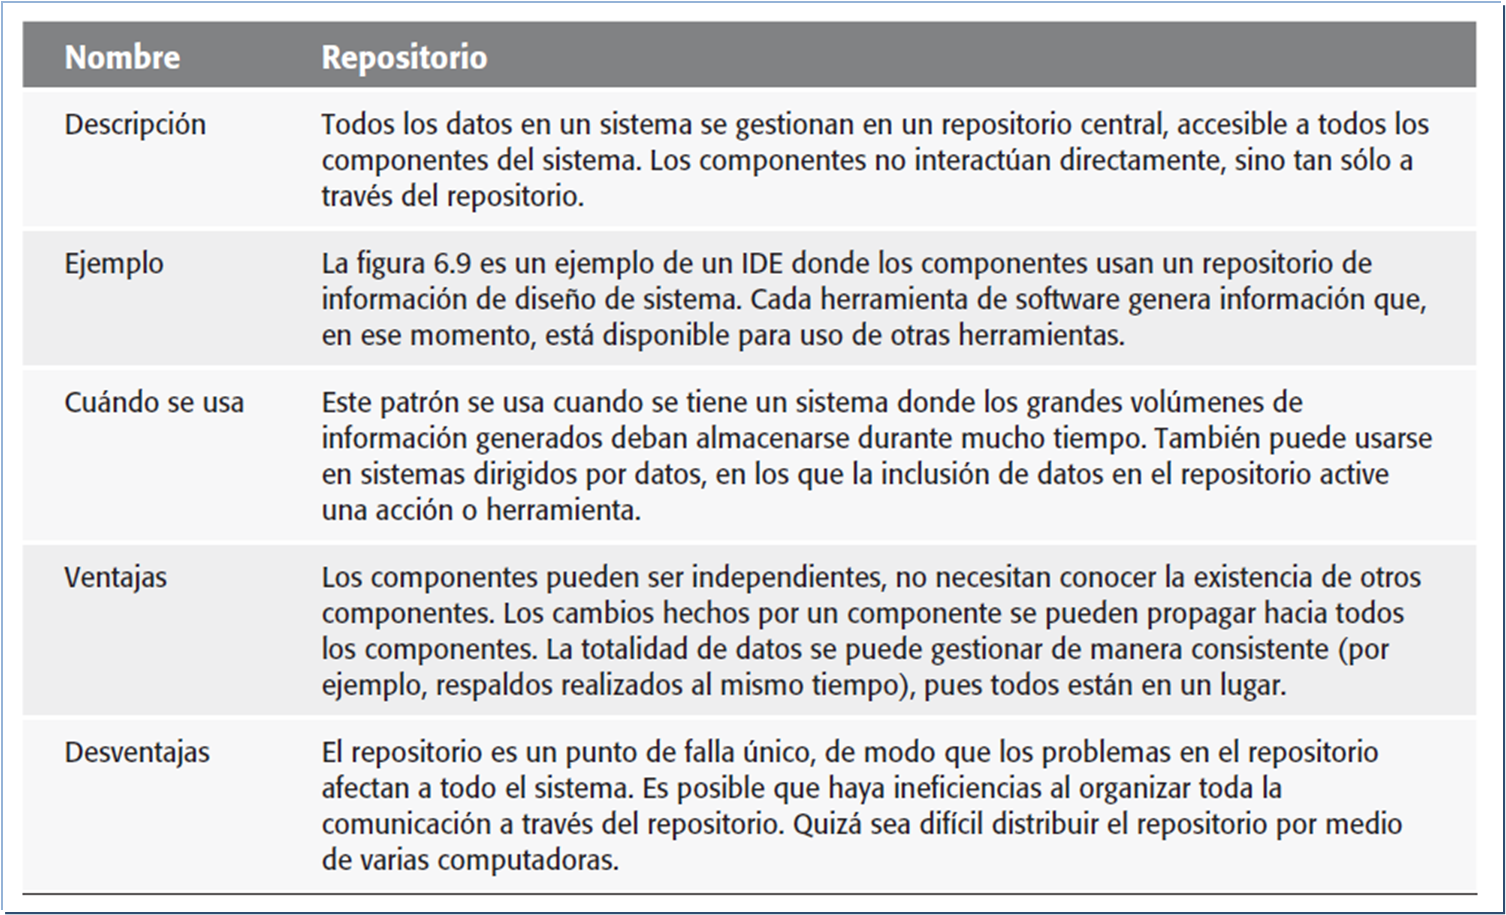 Nombre Repositorio
Descripción Todos los datos en un sistema se gestionan en un repositorio central, accesible a todos los
componentes del sistema. Los componentes no interactúan directamente, sino tan sólo a
través del repositorio.
Ejemplo La figura 6.9 es un ejemplo de un IDE donde los componentes usan un repositorio de
información de diseño de sistema. Cada herramienta de software genera información que,
en ese momento, está disponible para uso de otras herramientas.
Cuándo se usa Este patrón se usa cuando se tiene un sistema donde los grandes volúmenes de
información generados deban almacenarse durante mucho tiempo. También puede usarse
en sistemas dirigidos por datos, en los que la inclusión de datos en el repositorio active
una acción o herramienta.
Ventajas Los componentes pueden ser independientes, no necesitan conocer la existencia de otros
componentes. Los cambios hechos por un componente se pueden propagar hacia todos
los componentes. La totalidad de datos se puede gestionar de manera consistente (por
ejemplo, respaldos realizados al mismo tiempo), pues todos están en un lugar.
Desventajas El repositorio es un punto de falla único, de modo que los problemas en el repositorio
afectan a todo el sistema. Es posible que haya ineficiencias al organizar toda la
comunicación a través del repositorio. Quizá sea difícil distribuir el repositorio por medio
de varias computadoras.